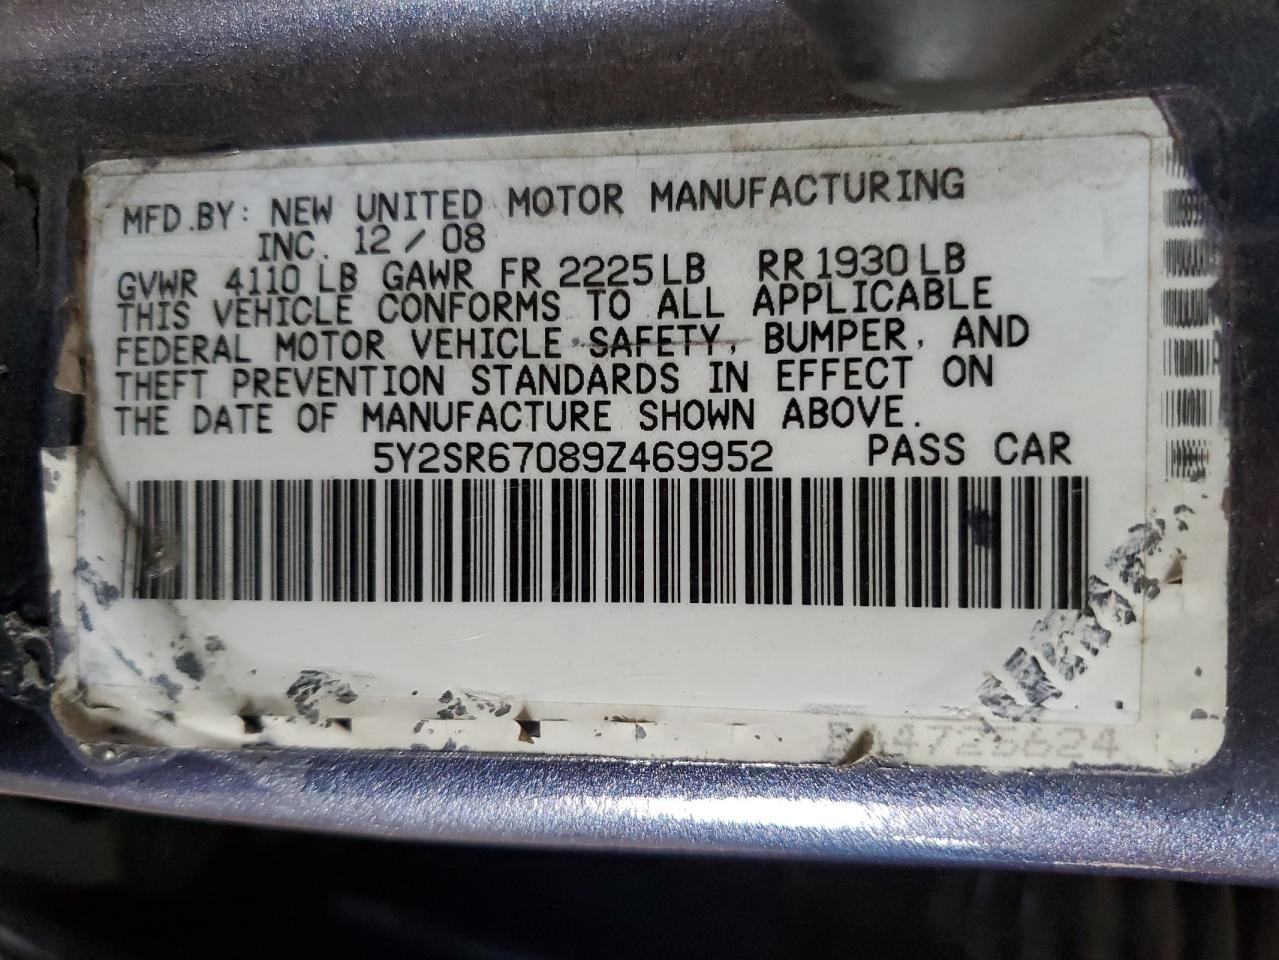 MFD.BY: NEW UNITED MOTOR MANUFACTURING
INC. 12 / 08
GVWR 4110 LB GAWR FR 2225 LB RR 1930 LB
THIS VEHICLE CONFORMS TO ALL APPLICABLE
FEDERAL MOTOR VEHICLE SAFETY, BUMPER, AND
THEFT PREVENTION STANDARDS IN EFFECT ON
THE DATE OF MANUFACTURE SHOWN ABOVE.
5Y2SR67089Z469952 PASS CAR